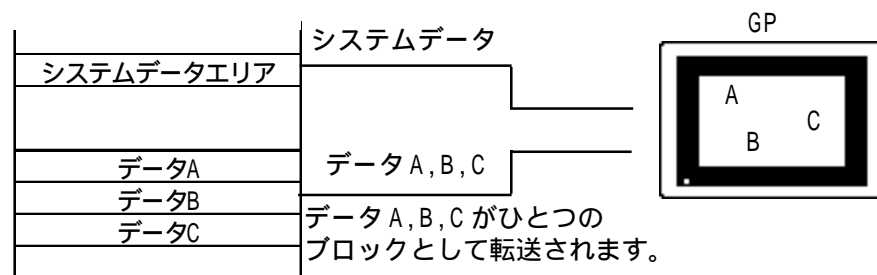 GP
システムデータ
システムデータエリア
A
C
B
データA
データA,B,C
データB
データC
データA,B,Cがひとつの
ブロックとして転送されます。